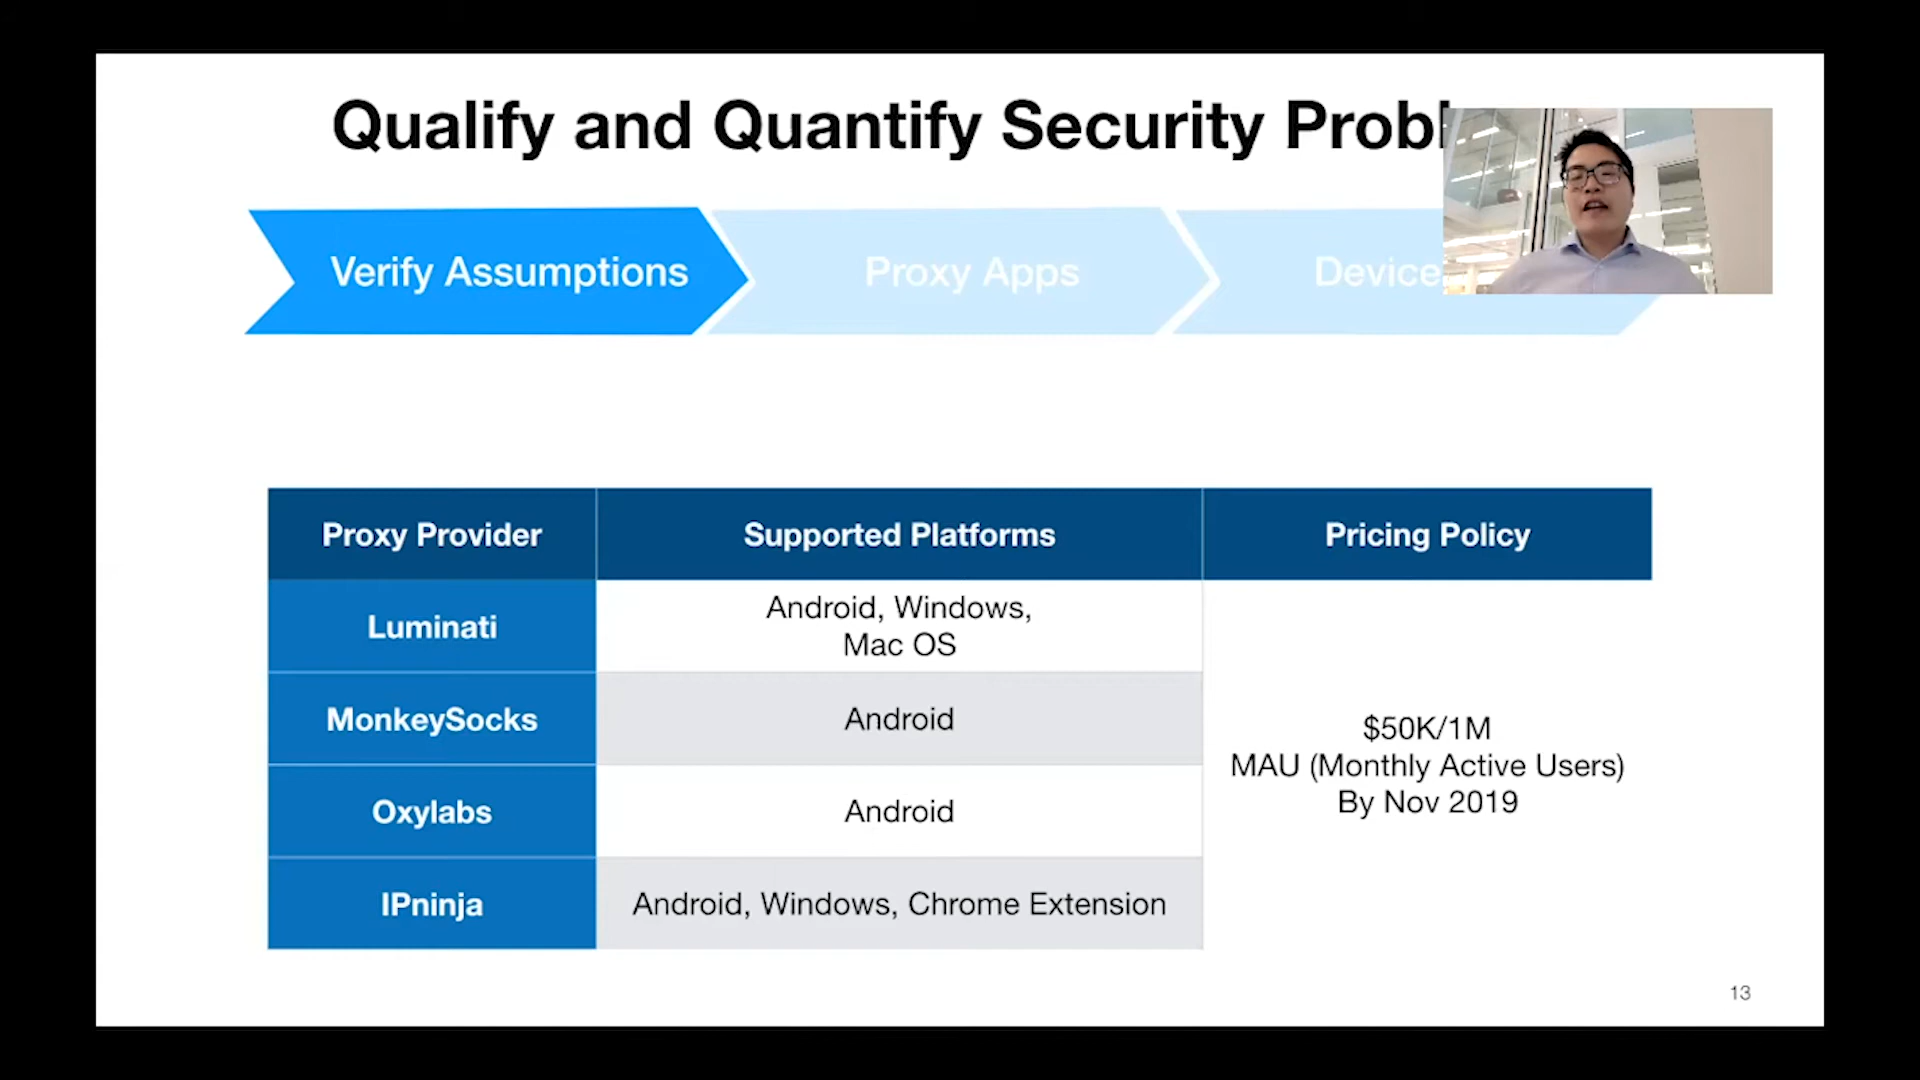 Qualify and Quantify Security
Verify Assumptions
Proxy Apps
Device
Proxy Provider
Supported Platforms
Pricing Policy
Luminati
Android, Windows,
Mac OS
MonkeySocks
Android
Oxylabs
Android
IPninja
Android, Windows, Chrome Extension
$50K/1M
MAU (Monthly Active Users)
By Nov 2019
13